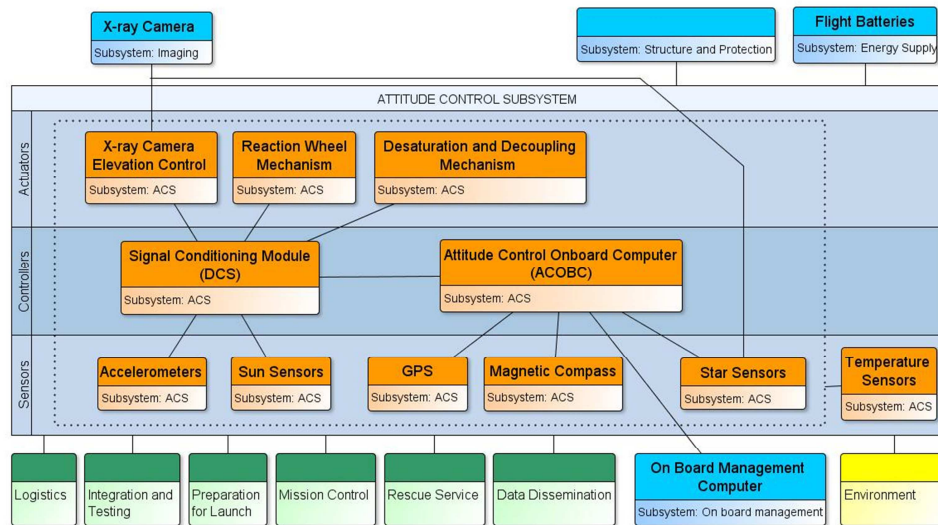 X-ray Camera
Subsystem: Imaging
Subsystem: Structure and Protection
Flight Batteries
Subsystem: Energy Supply
ATTITUDE CONTROL SUBSYSTEM
Actuators
X-ray Camera
Elevation Control
Subsystem: ACS
Reaction Wheel
Mechanism
Subsystem: ACS
Desaturation and Decoupling
Mechanism
Subsystem: ACS
Controllers
Signal Conditioning Module
(DCS)
Subsystem: ACS
Attitude Control Onboard Computer
(ACOBC)
Subsystem: ACS
Sensors
Accelerometers
Subsystem: ACS
Sun Sensors
Subsystem: ACS
GPS
Subsystem: ACS
Magnetic Compass
Subsystem: ACS
Star Sensors
Subsystem: ACS
Temperature
Sensors
Subsystem: ACS
Logistics
Integration and
Testing
Preparation
for Launch
Mission Control
Rescue Service
Data Dissemination
On Board Management
Computer
Subsystem: On board management
Environment